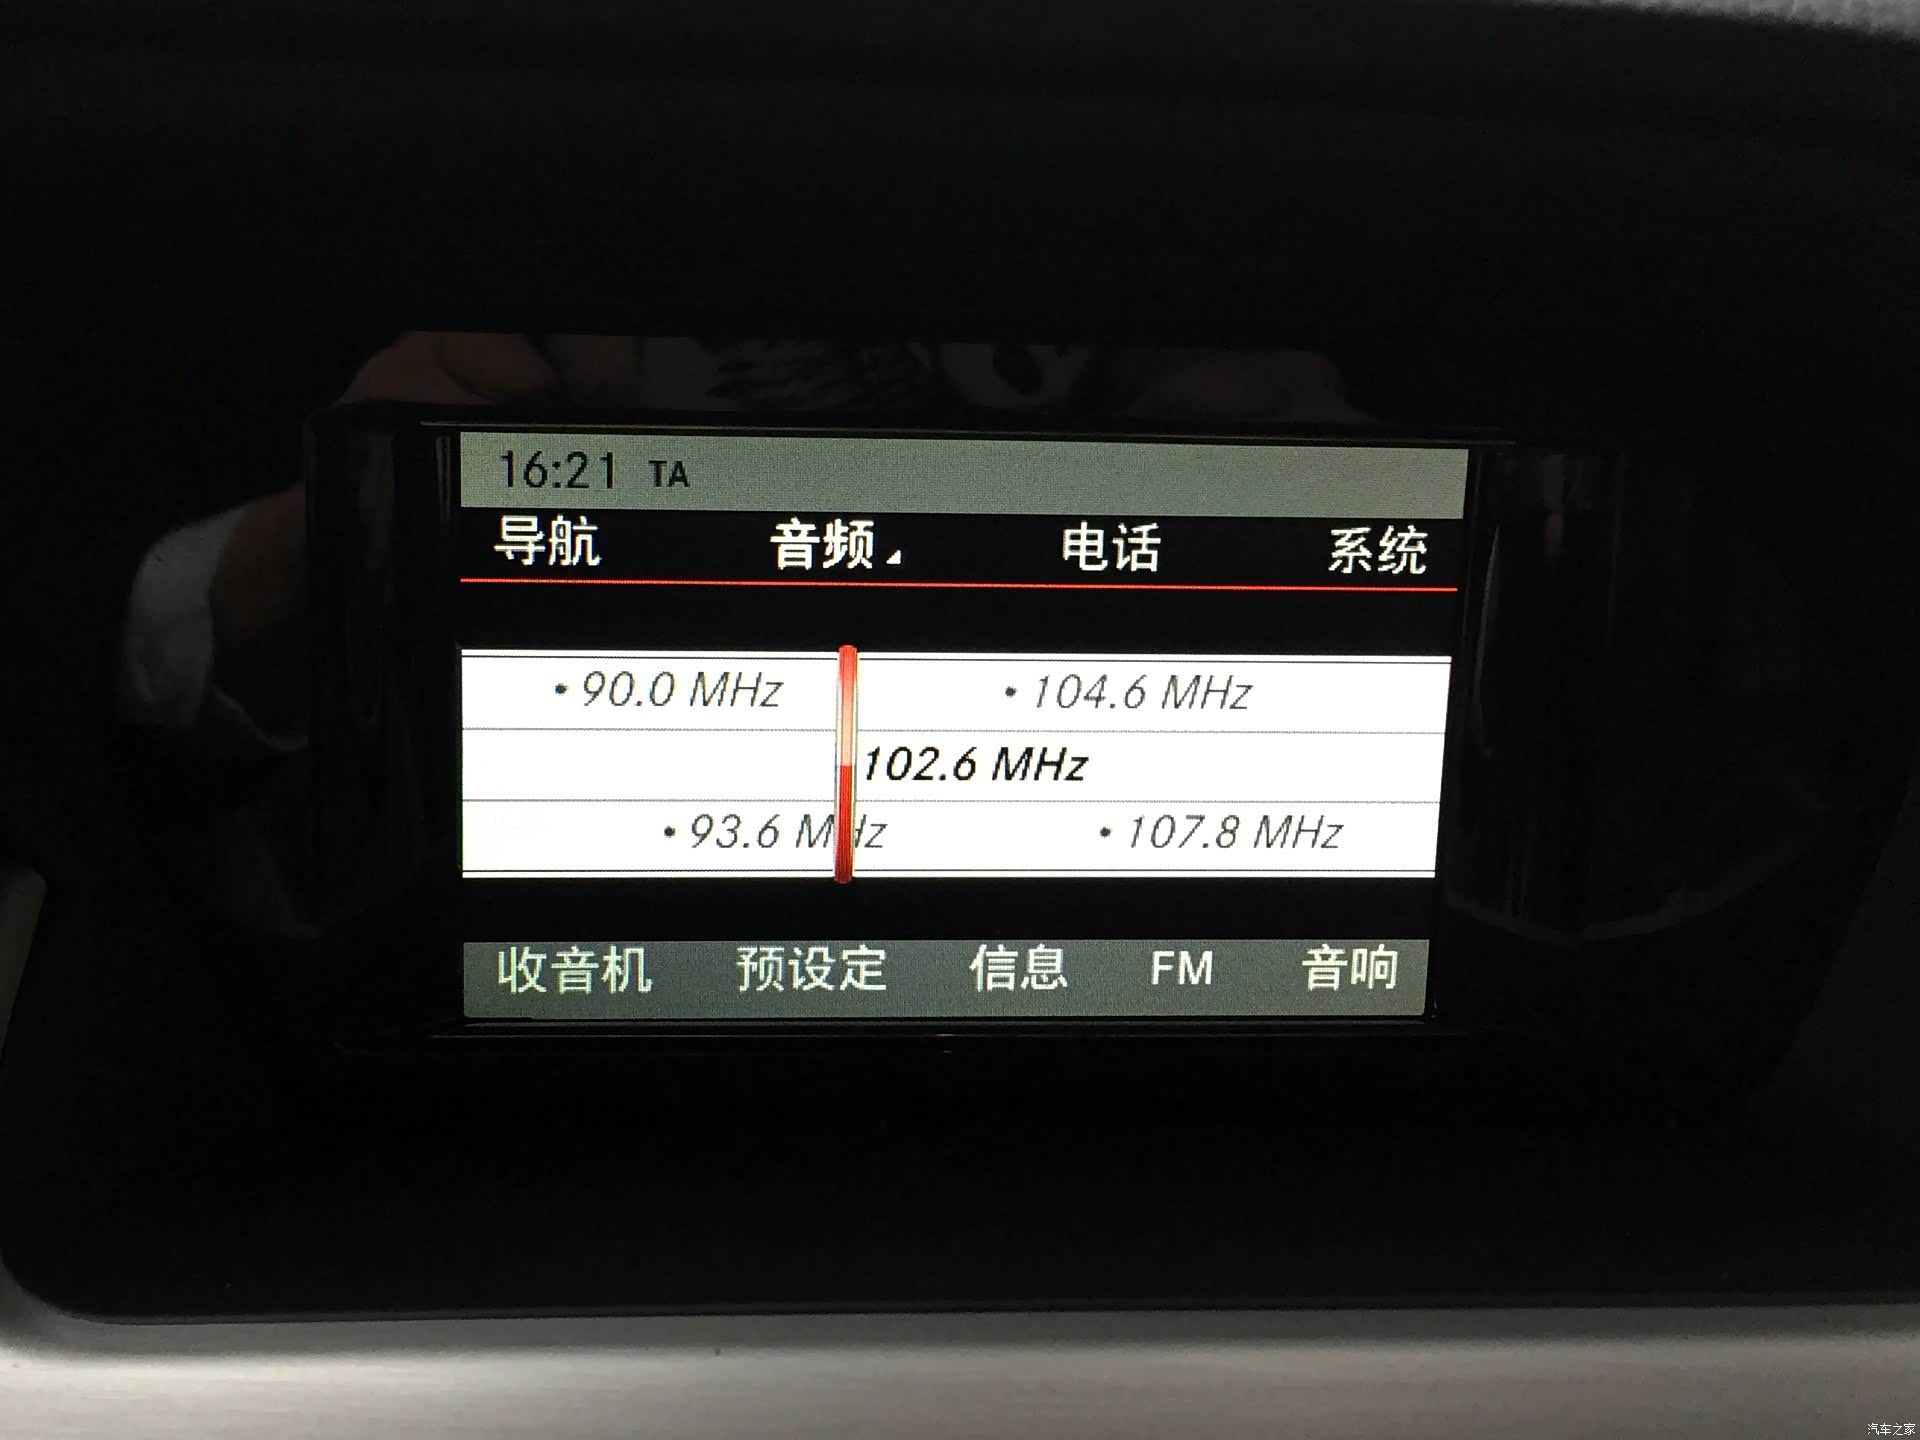 16:21 TA
导航 音频 电话 系统
•90.0 MHz •104.6 MHz
102.6 MHz
•93.6 MHz •107.8 MHz
收音机 预设定 信息 FM 音响
汽车之家